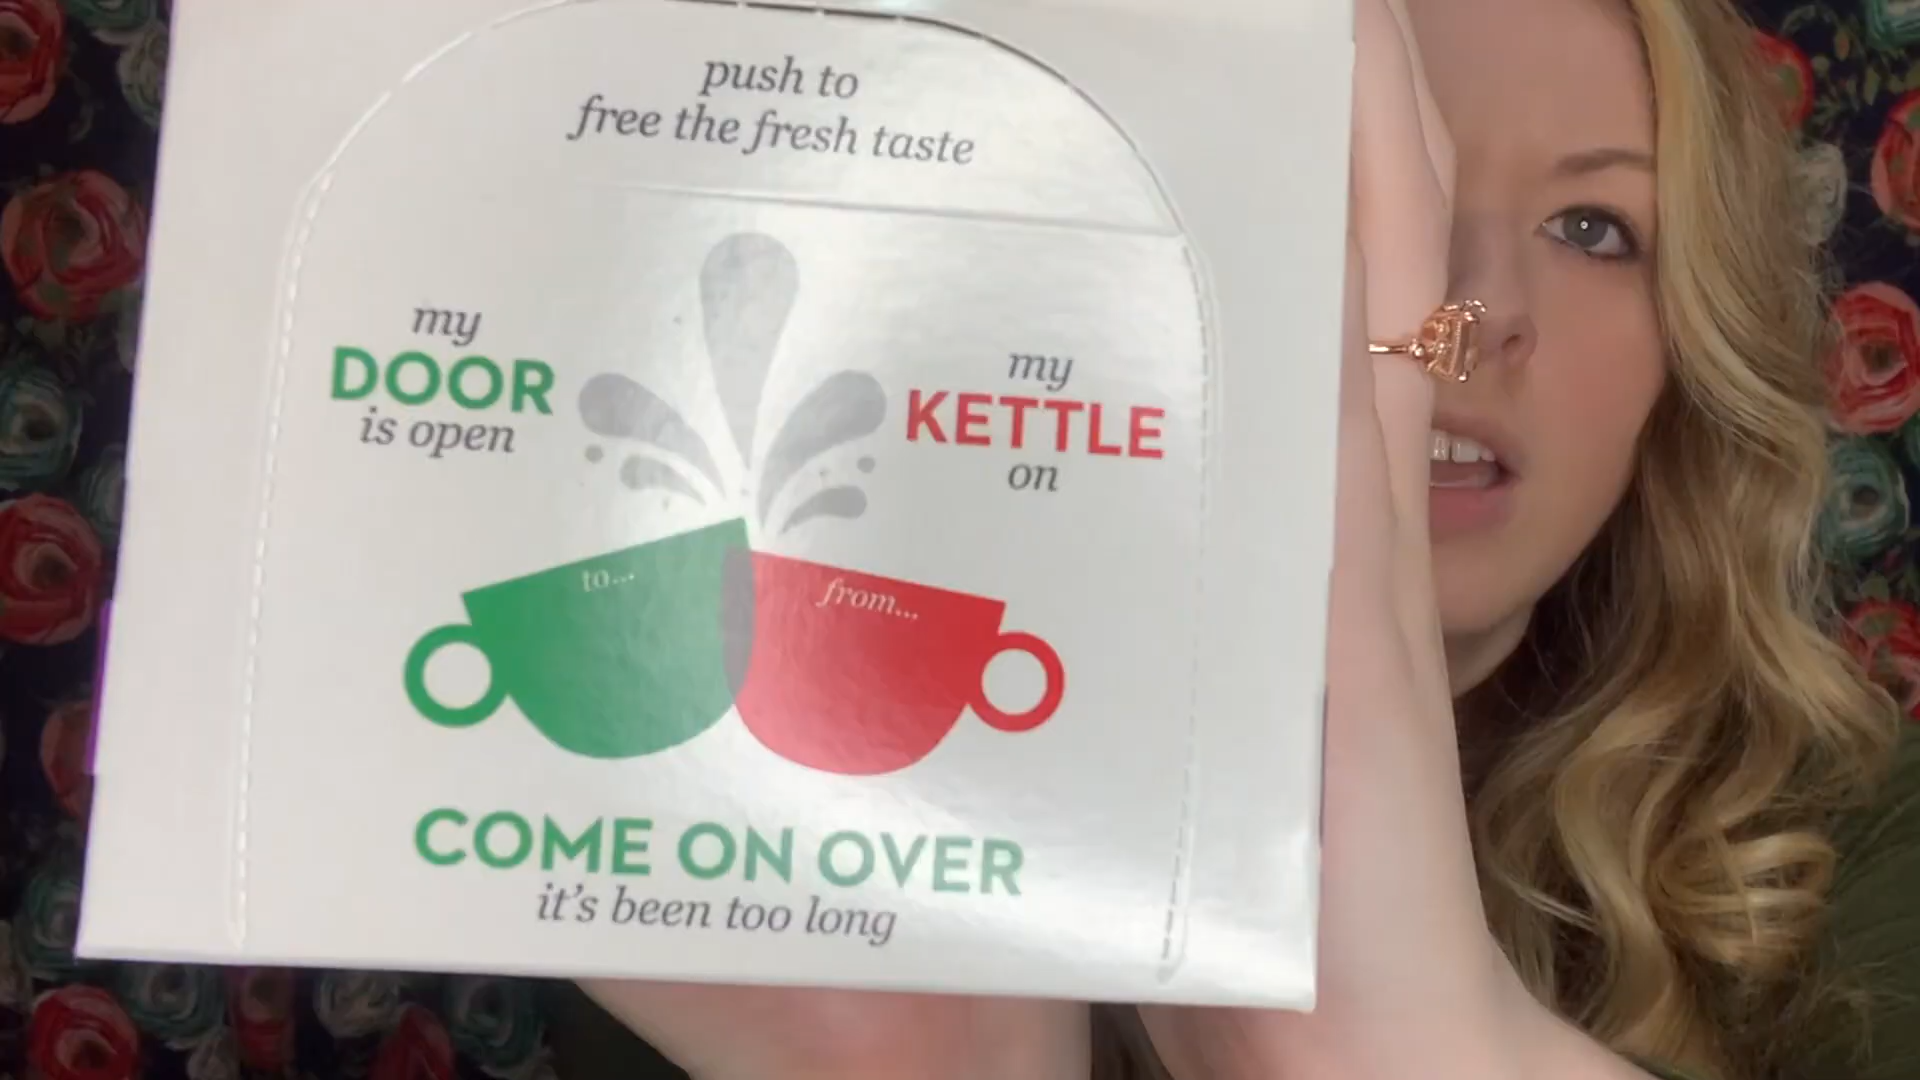 push to
free the fresh taste
my
DOOR
is open
my
KETTLE
on
to...
from...
COME ON OVER
it's been too long